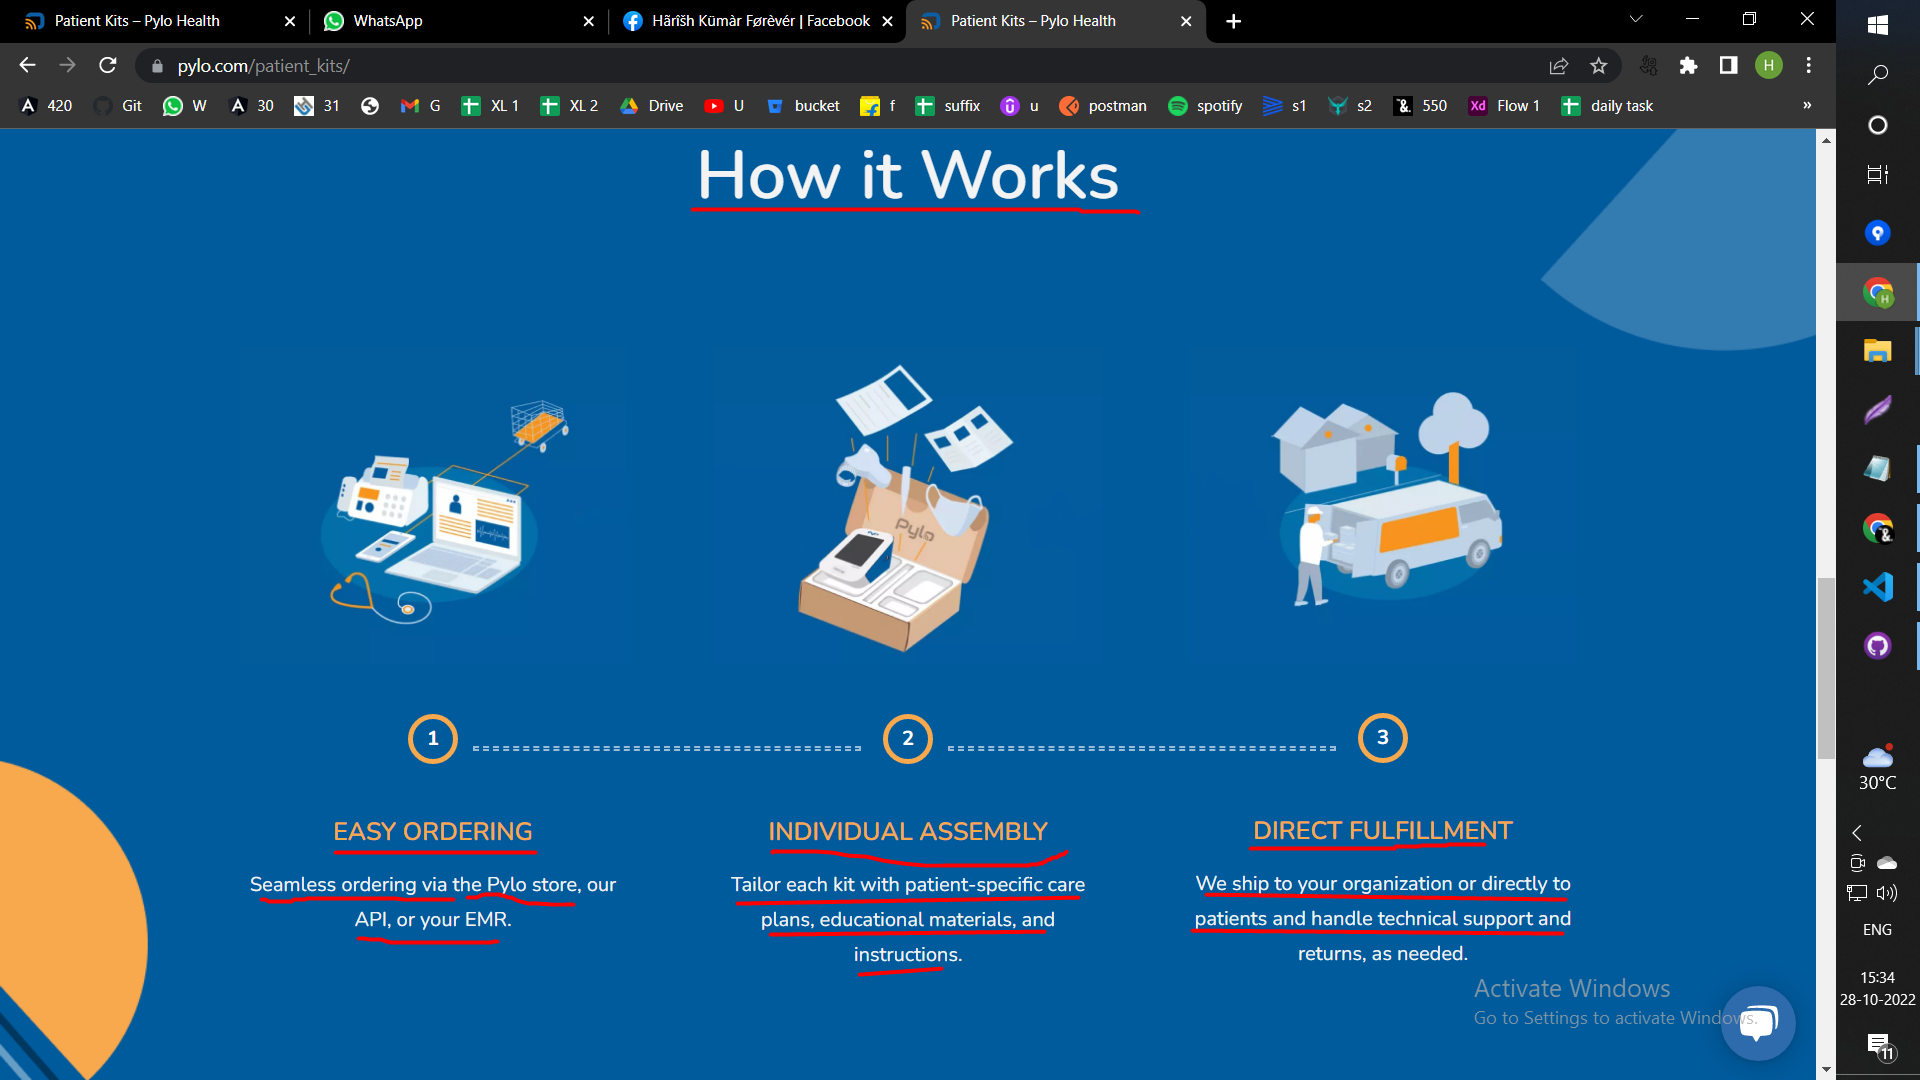 Patient Kits – Pylo Health
WhatsApp
Hãrîšh Kūmàr Førèvér | Facebook
Patient Kits – Pylo Health
pylo.com/patient_kits/
H
420
Git
W
30
31
G
XL 1
XL 2
Drive
U
bucket
f
suffix
u
postman
spotify
s1
s2
550
Xd
Flow 1
daily task
»
How it Works
Pylo
1
2
3
EASY ORDERING
Seamless ordering via the Pylo store, our
API, or your EMR.
INDIVIDUAL ASSEMBLY
Tailor each kit with patient-specific care
plans, educational materials, and
instructions.
DIRECT FULFILLMENT
We ship to your organization or directly to
patients and handle technical support and
returns, as needed.
Activate Windows
Go to Settings to activate Windows.
30°C
ENG
15:34
28-10-2022
11